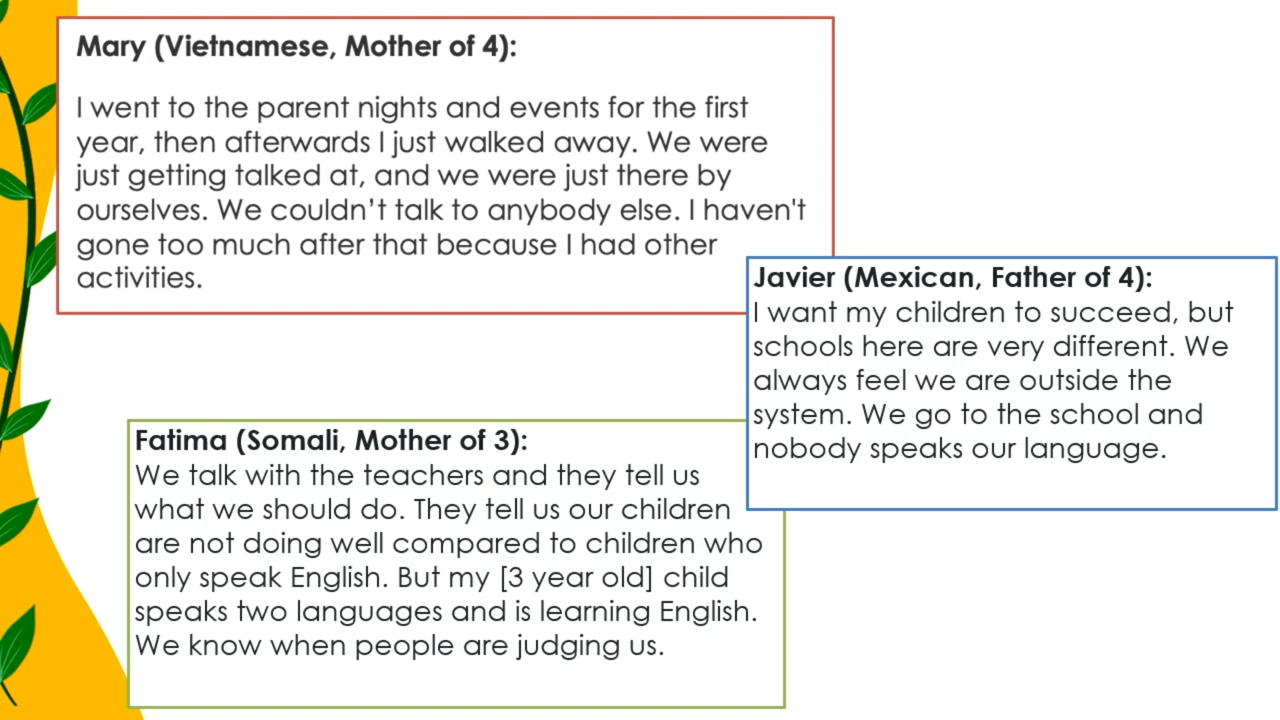 Mary (Vietnamese, Mother of 4):
I went to the parent nights and events for the first
year, then afterwards I just walked away. We were
just getting talked at, and we were just there by
ourselves. We couldn’t talk to anybody else. I haven't
gone too much after that because I had other
activities.
Javier (Mexican, Father of 4):
I want my children to succeed, but
schools here are very different. We
always feel we are outside the
system. We go to the school and
nobody speaks our language.
Fatima (Somali, Mother of 3):
We talk with the teachers and they tell us
what we should do. They tell us our children
are not doing well compared to children who
only speak English. But my [3 year old] child
speaks two languages and is learning English.
We know when people are judging us.